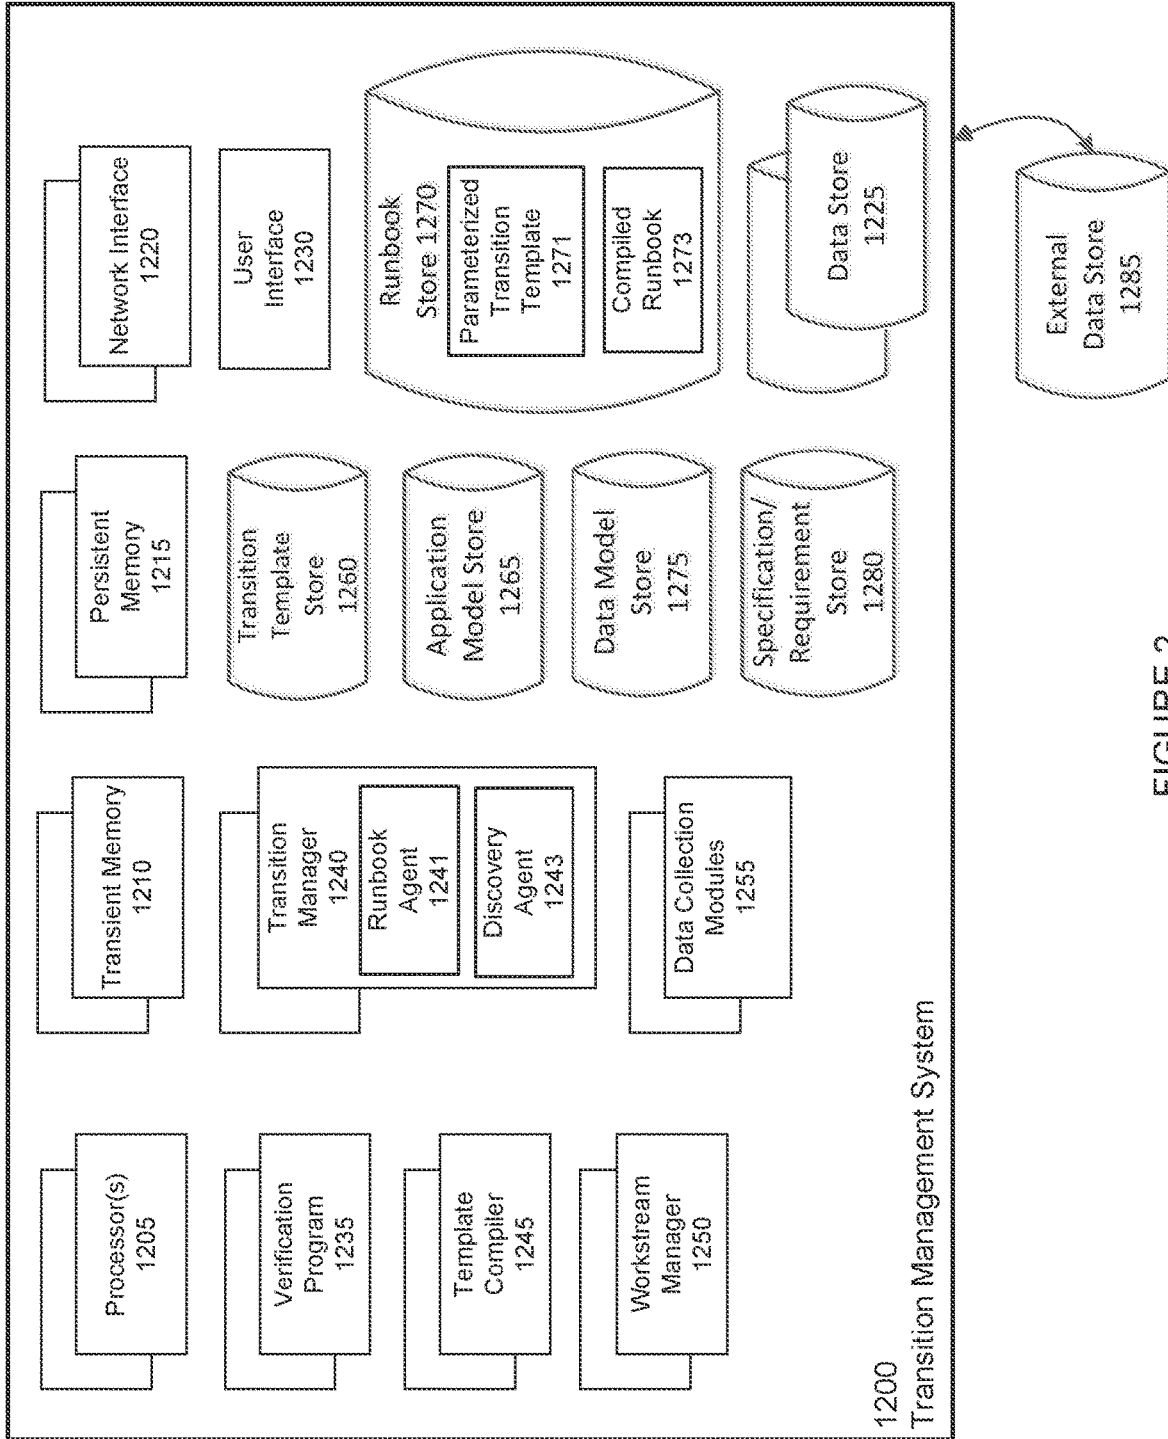 Processor(s)
1205
Transient Memory
1210
Persistent
Memory
1215
Network Interface
1220
Verification
Program
1235
Transition
Manager
1240
Runbook
Agent
1241
Discovery
Agent
1243
Transition
Template
Store
1260
User
Interface
1230
Template
Compiler
1245
Application
Model Store
1265
Runbook
Store 1270
Parameterized
Transition
Template
1271
Compiled
Runbook
1273
Workstream
Manager
1250
Data Collection
Modules
1255
Data Model
Store
1275
Specification/
Requirement
Store
1280
Data Store
1225
1200
Transition Management System
External
Data Store
1285
FIGURE 2